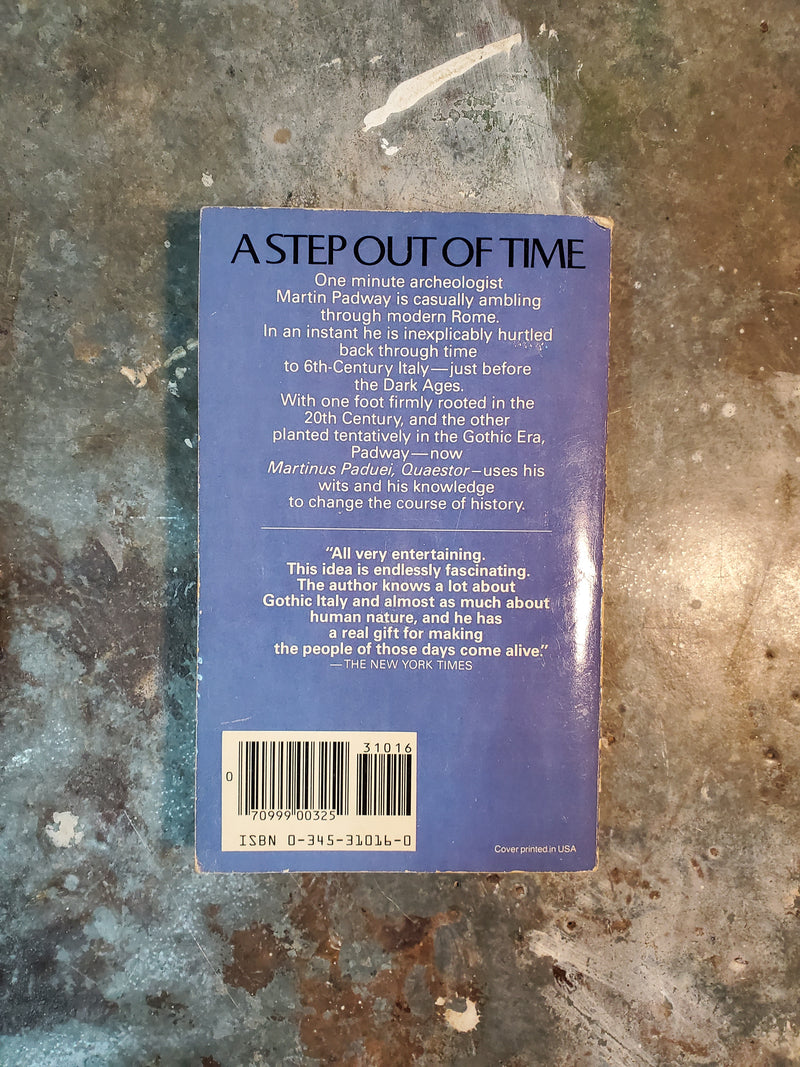 A STEP OUT OF TIME
One minute archeologist
Martin Padway is casually ambling
through modern Rome.
In an instant he is inexplicably hurtled
back through time
to 6th-Century Italy—just before
the Dark Ages.
With one foot firmly rooted in the
20th Century, and the other
planted tentatively in the Gothic Era,
Padway—now
Martinus Paduei, Quaestor—uses his
wits and his knowledge
to change the course of history.
“All very entertaining.
This idea is endlessly fascinating.
The author knows a lot about
Gothic Italy and almost as much about
human nature, and he has
a real gift for making
the people of those days come alive.”
—THE NEW YORK TIMES
31016
0
70999 00325
ISBN 0-345-31016-0
Cover printed in USA